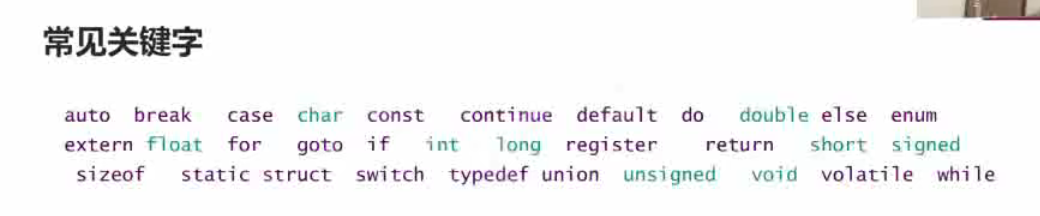 常见关键字
auto break case char const continue default do double else enum
extern float for goto if int long register return short signed
sizeof static struct switch typedef union unsigned void volatile while